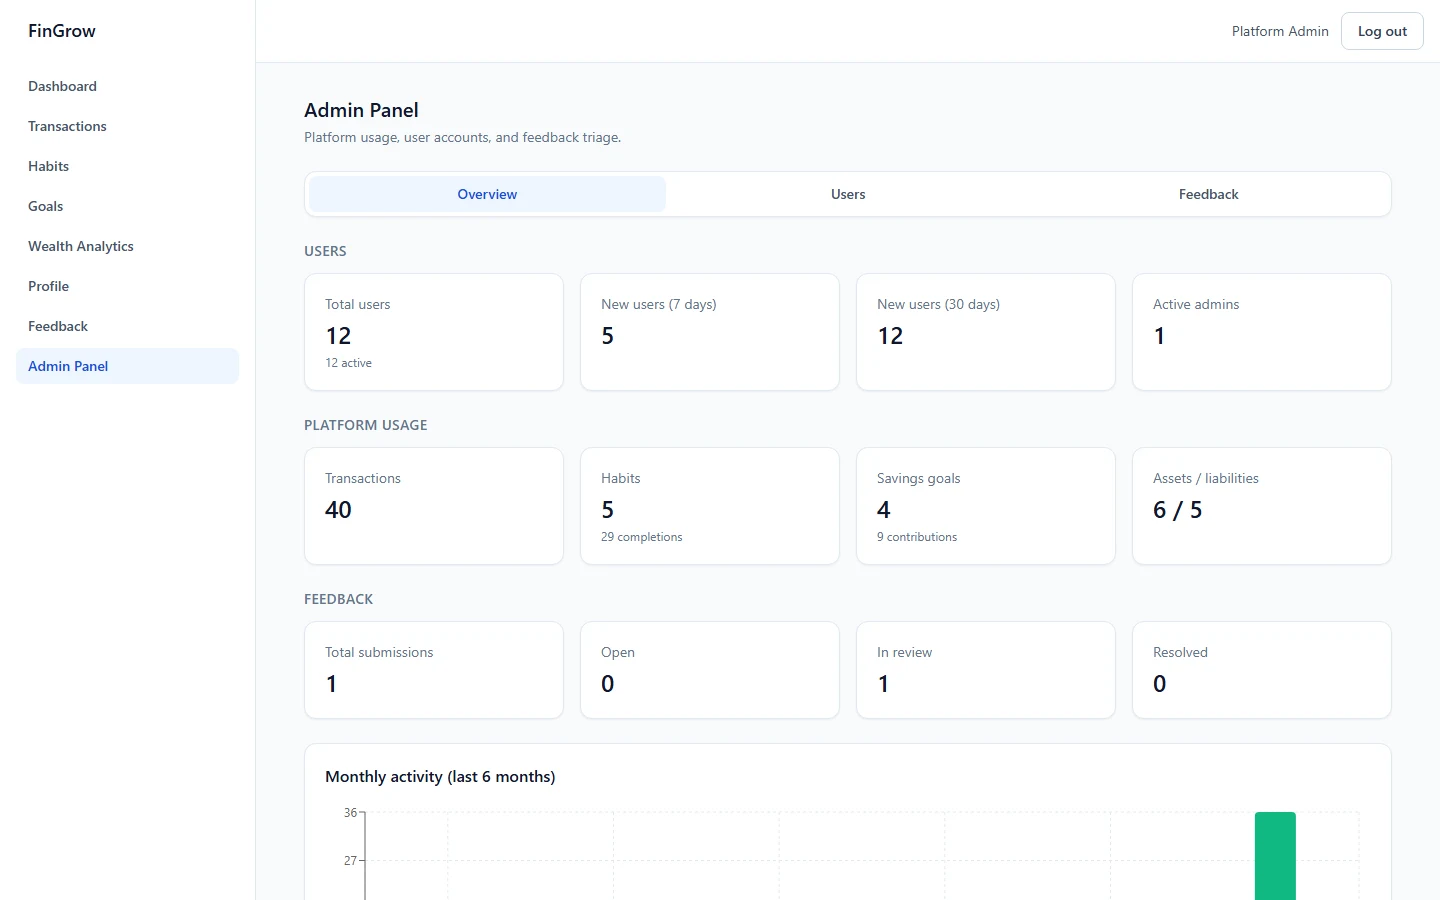 FinGrow
Platform Admin
Log out
Dashboard
Transactions
Habits
Goals
Wealth Analytics
Profile
Feedback
Admin Panel
Admin Panel
Platform usage, user accounts, and feedback triage.
Overview
Users
Feedback
USERS
Total users
12
12 active
New users (7 days)
5
New users (30 days)
12
Active admins
1
PLATFORM USAGE
Transactions
40
Habits
5
29 completions
Savings goals
4
9 contributions
Assets / liabilities
6 / 5
FEEDBACK
Total submissions
1
Open
0
In review
1
Resolved
0
Monthly activity (last 6 months)
36
27